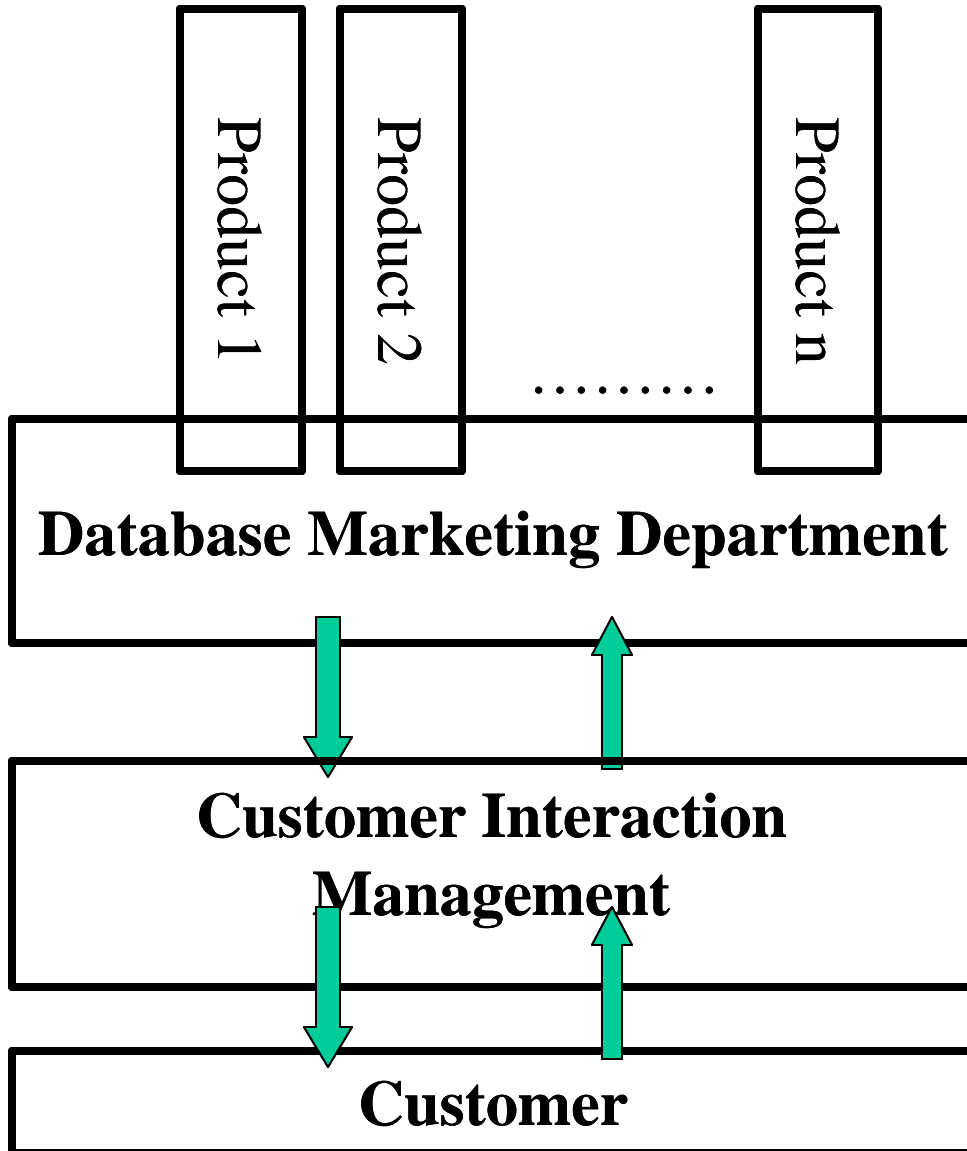 Product 1
Product 2
Product n
.........
Database Marketing Department
Customer Interaction
Management
Customer